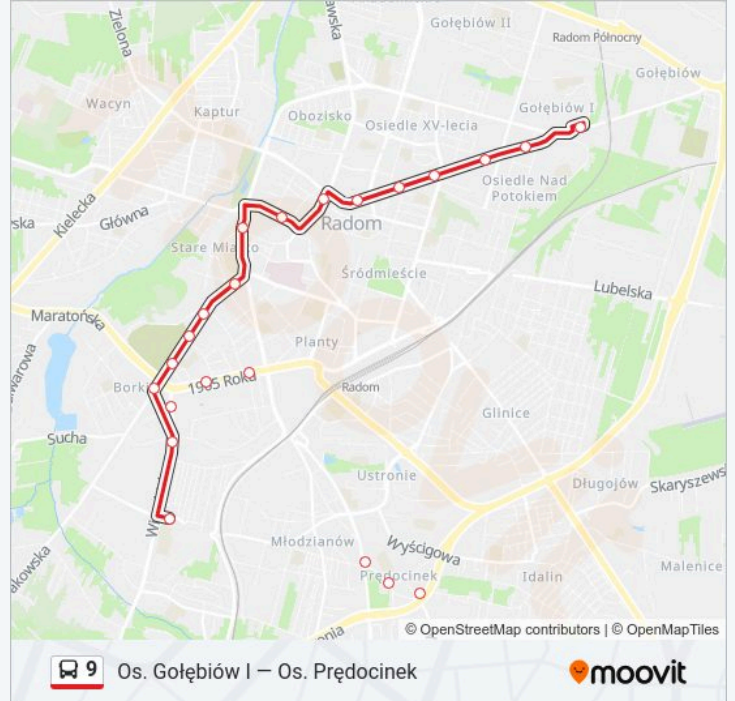 Gołębiów II
Zielona
Radom Północny
Gołębiów
Wacyn
Kaptur
Obozisko
Osiedle XV-lecia
Gołębiów I
Osiedle Nad
Potokiem
Kielecka
Główna
Radom
Stare Miasto
Śródmieście
Lubelska
Maratońska
Planty
Borki
1905 Roku
Radom
Glinice
Sucha
Ustronie
Długojów
Młodzianów
Wyścigowa
Prędocinek
Idalin
Malenice
© OpenStreetMap contributors | © OpenMapTiles
9 Os. Gołębiów I — Os. Prędocinek
moovit